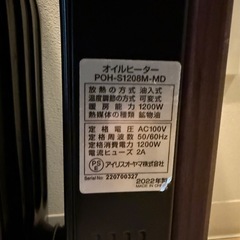 オイルヒーター
POH-S1208M-MD
放熱の方式 油入式
温度調節の方式 可変式
暖房能力 1200W
熱媒体の種類 鉱物油
定格電圧 AC100V
定格周波数 50/60Hz
定格消費電力 1200W
電流ヒューズ 2A
PS
E
アイリスオーヤマ株式会社
Serial No. 220700327
2022年製
MADE IN CHINA